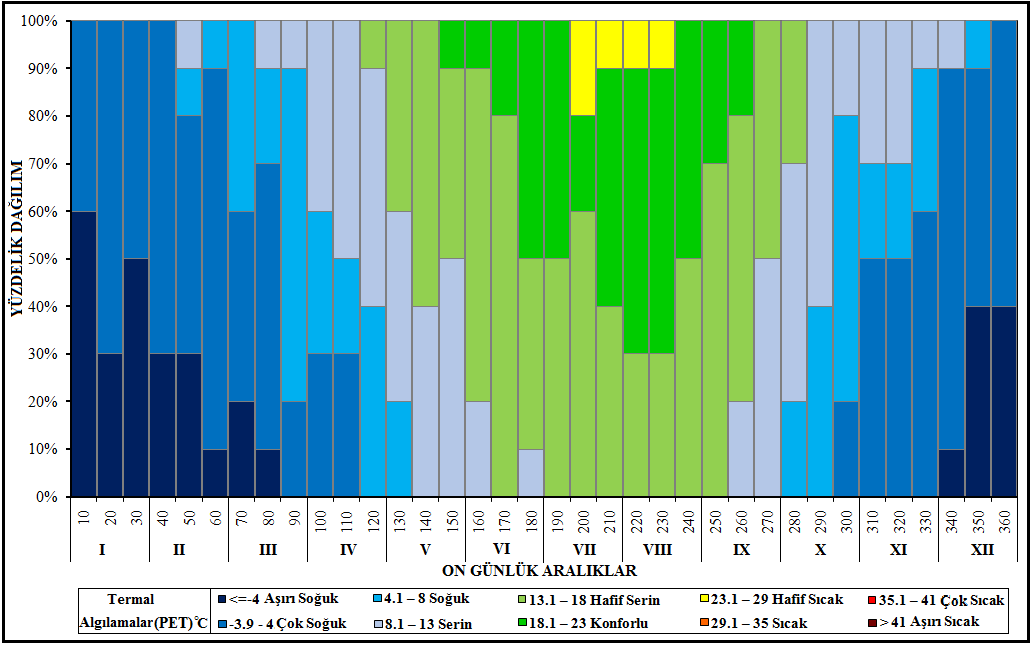 100%
90%
80%
70%
60%
50%
40%
30%
20%
10%
0%
YÜZDELİK DAĞILIM
10 20 30 40 50 60 70 80 90 100 110 120 130 140 150 160 170 180 190 200 210 220 230 240 250 260 270 280 290 300 310 320 330 340 350 360
I II III IV V VI VII VIII IX X XI XII
ON GÜNLÜK ARALIKLAR
Termal
Algılamalar(PET)°C
<=-4 Aşırı Soğuk 4.1 – 8 Soğuk 13.1 – 18 Hafif Serin 23.1 – 29 Hafif Sıcak 35.1 – 41 Çok Sıcak
-3.9 - 4 Çok Soğuk 8.1 – 13 Serin 18.1 – 23 Konforlu 29.1 – 35 Sıcak > 41 Aşırı Sıcak